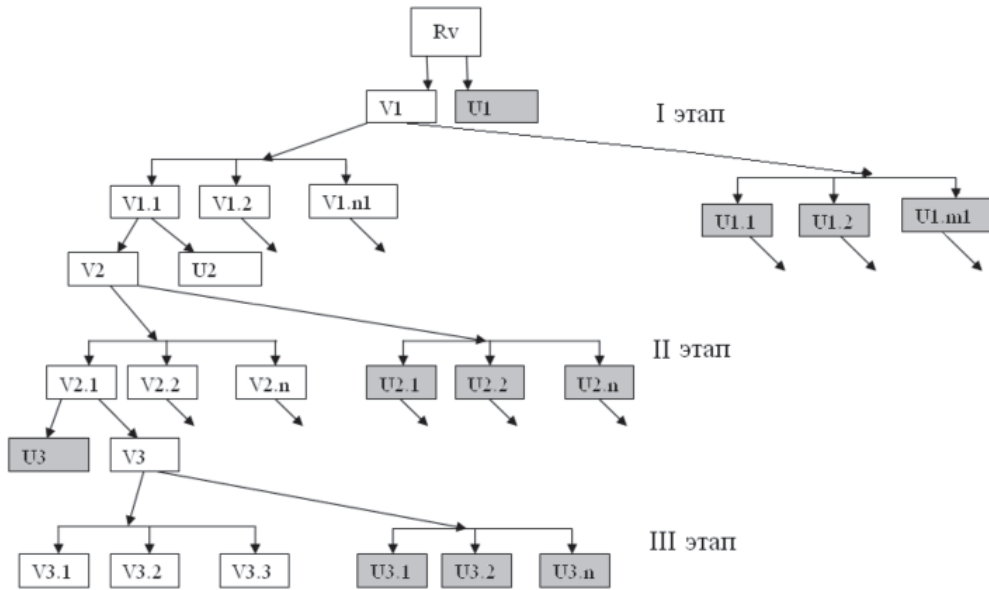 Rv
V1
U1
I этап
V1.1
V1.2
V1.n1
U1.1
U1.2
U1.m1
V2
U2
II этап
V2.1
V2.2
V2.n
U2.1
U2.2
U2.n
U3
V3
III этап
V3.1
V3.2
V3.3
U3.1
U3.2
U3.n